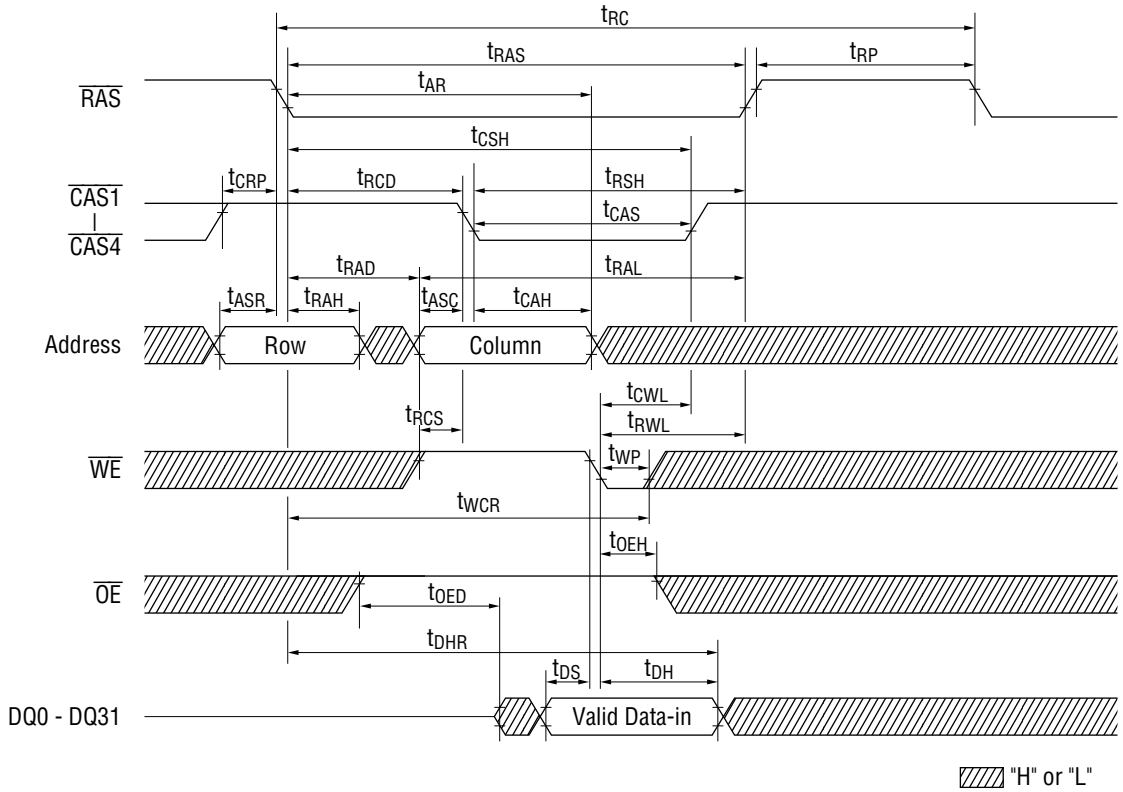 tRC
tRAS
tRP
tAR
RAS
tCSH
tCRP
tRCD
tRSH
CAS1
|
CAS4
tCAS
tRAD
tRAL
tASR
tRAH
tASC
tCAH
Address
Row
Column
tCWL
tRCS
tRWL
tWP
WE
tWCR
tOEH
OE
tOED
tDHR
tDS
tDH
DQ0 - DQ31
Valid Data-in
"H" or "L"